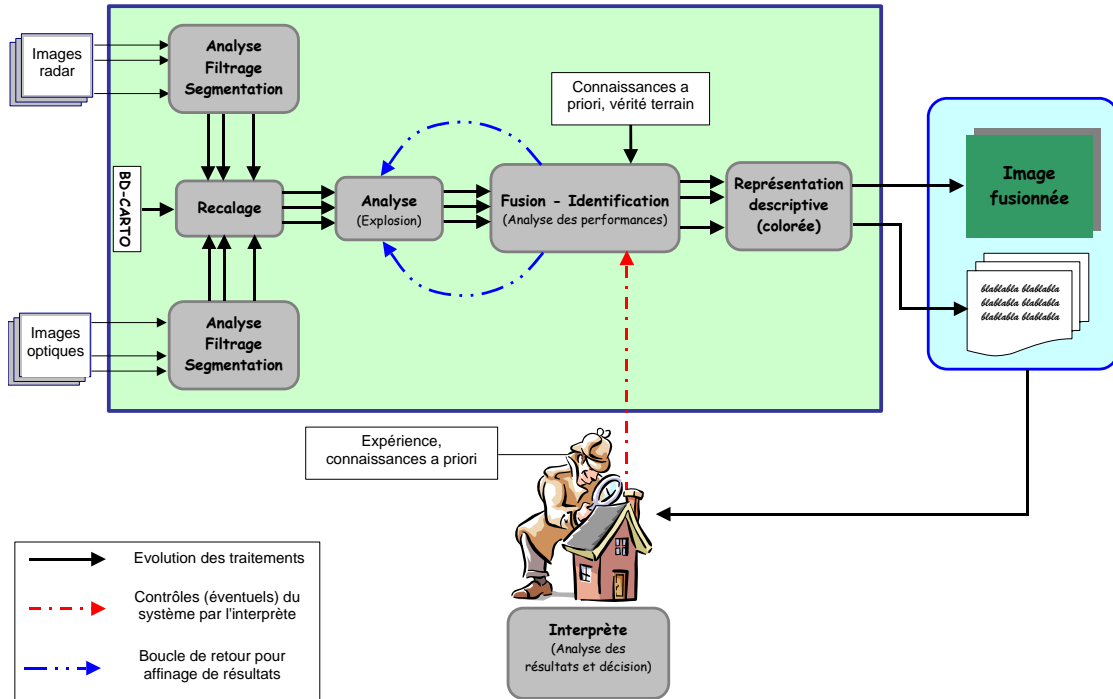 Images
radar
Analyse
Filtrage
Segmentation
Connaissances a
priori, vérité terrain
BD-CARTO
Recalage
Analyse
(Explosion)
Fusion - Identification
(Analyse des performances)
Représentation
descriptive
(colorée)
Image
fusionnée
blablabla blablabla
blablabla blablabla
blablabla blablabla
Images
optiques
Analyse
Filtrage
Segmentation
Expérience,
connaissances a priori
Interprète
(Analyse des
résultats et décision)
Evolution des traitements
Contrôles (éventuels) du
système par l'interprète
Boucle de retour pour
affinage de résultats